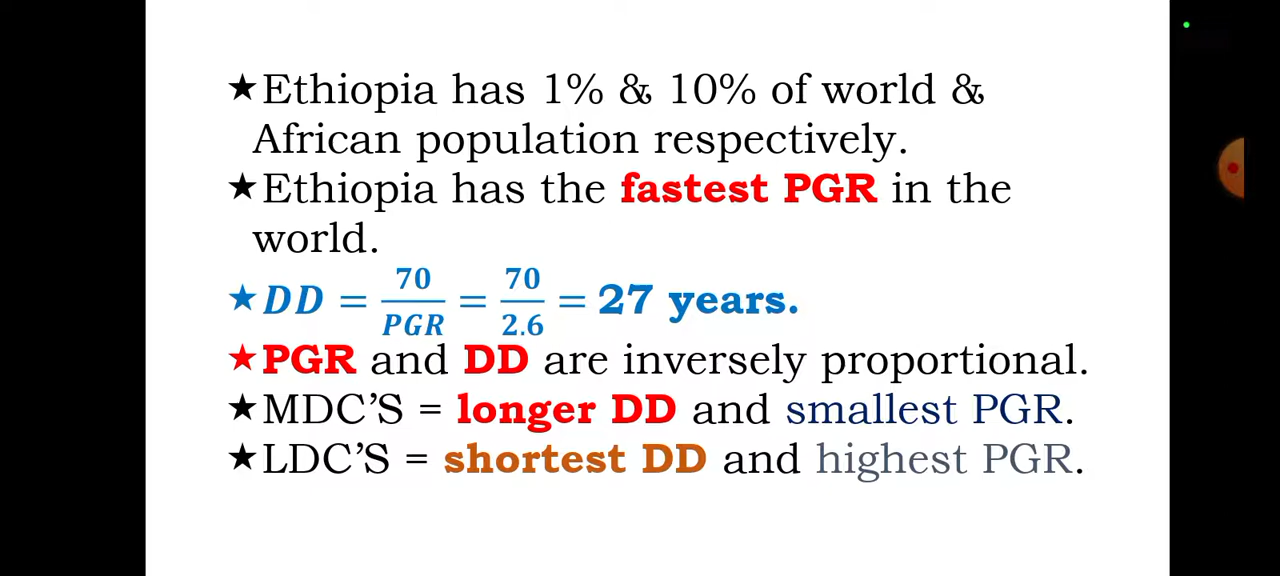 ★Ethiopia has 1% & 10% of world &
African population respectively.
★Ethiopia has the fastest PGR in the
world.
★DD = 70/PGR = 70/2.6 = 27 years.
★PGR and DD are inversely proportional.
★MDC’S = longer DD and smallest PGR.
★LDC’S = shortest DD and highest PGR.